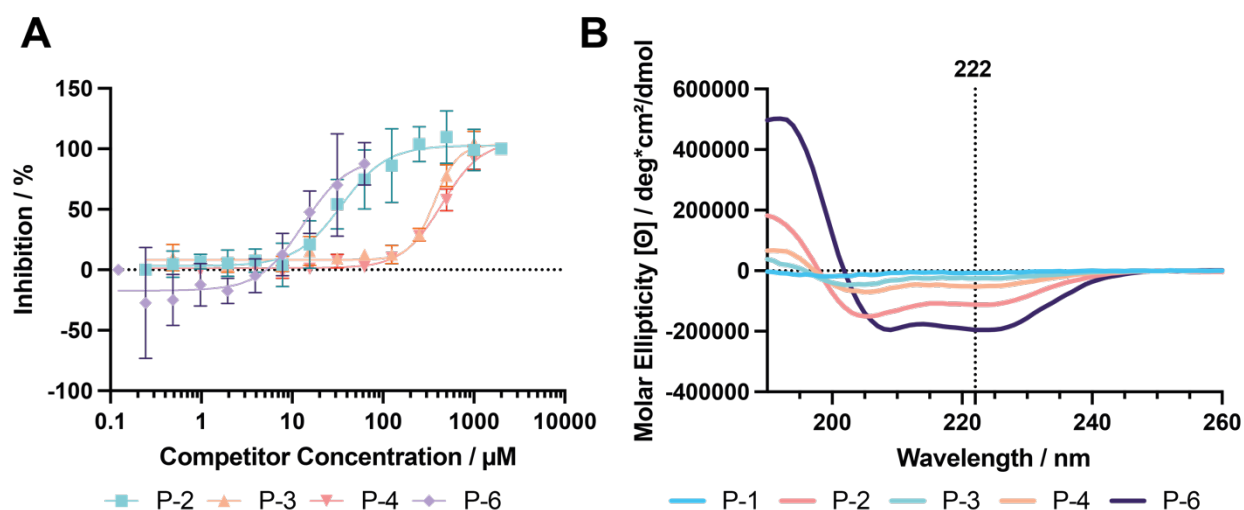 A
Inhibition / %
150
100
50
0
-50
-100
0.1
1
10
100
1000
10000
Competitor Concentration / µM
P-2
P-3
P-4
P-6
B
222
Molar Ellipticity [Θ] / deg*cm²/dmol
600000
400000
200000
0
-200000
-400000
200
220
240
260
Wavelength / nm
P-1
P-2
P-3
P-4
P-6